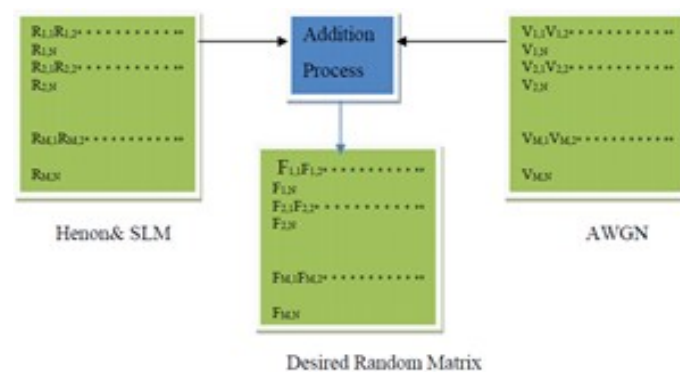 R1,1R1,2•••••••••••••
R1,N
R2,1R2,2•••••••••••••
R2,N
RM,1RM,2•••••••••••••
RM,N
Henon& SLM
Addition
Process
V1,1V1,2•••••••••••••
V1,N
V2,1V2,2•••••••••••••
V2,N
VM,1VM,2•••••••••••••
VM,N
AWGN
F1,1F1,2•••••••••••••
F1,N
F2,1F2,2•••••••••••••
F2,N
FM,1FM,2•••••••••••••
FM,N
Desired Random Matrix